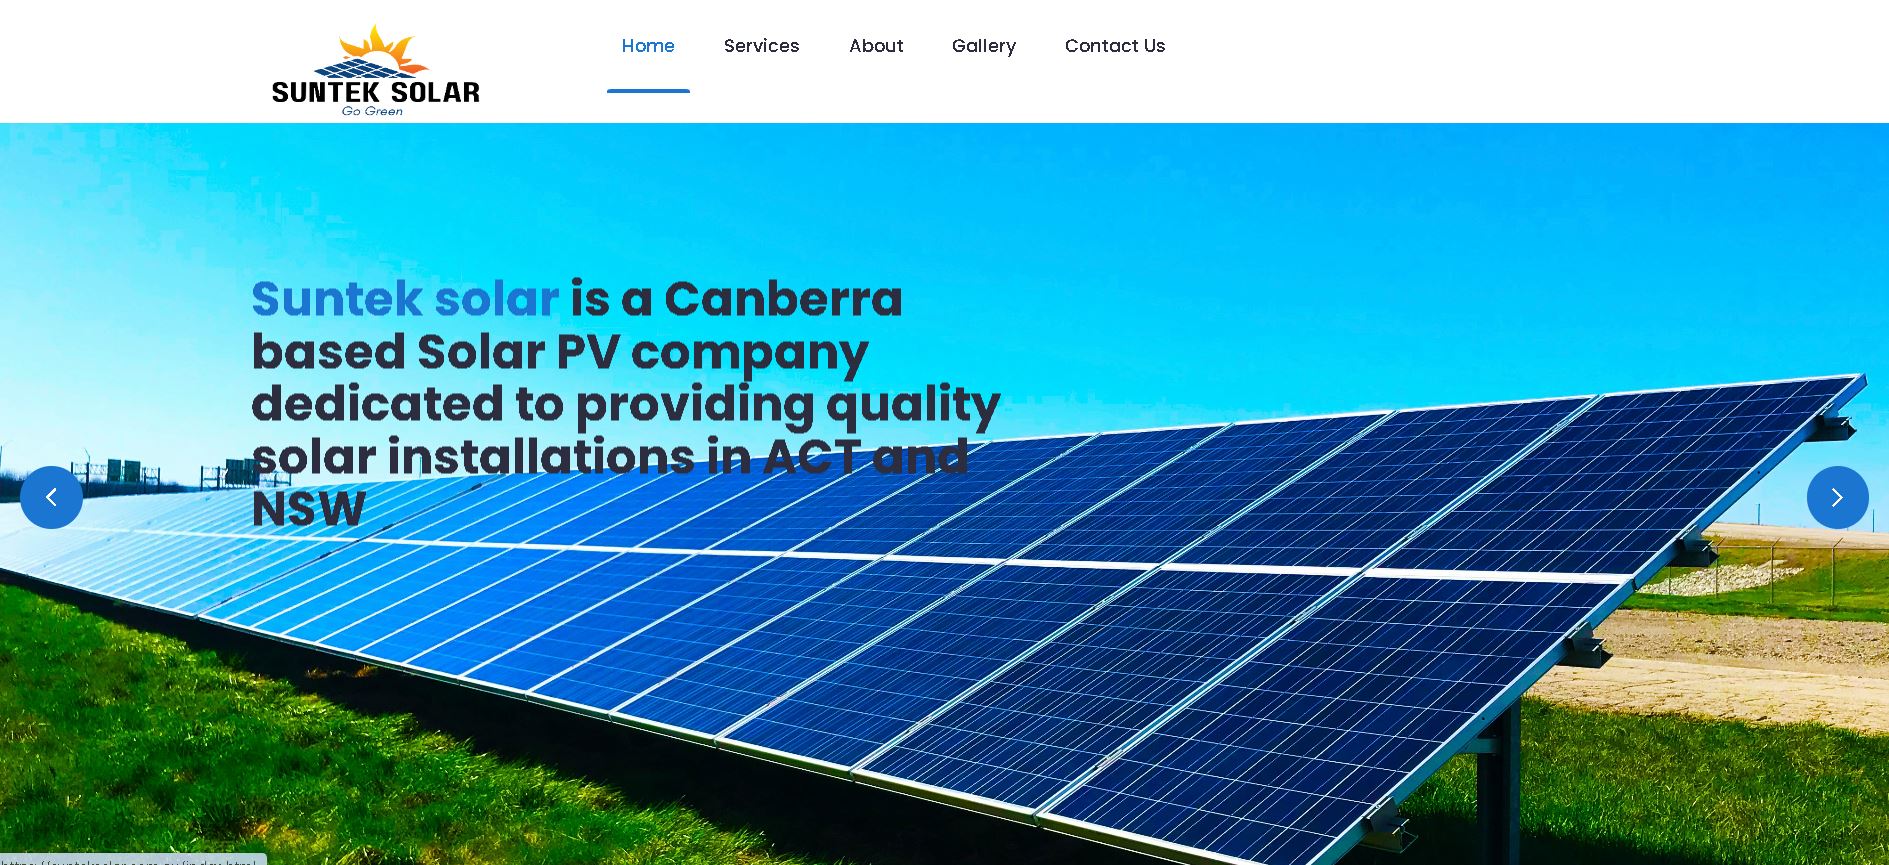 SUNTEK SOLAR
Go Green
Home Services About Gallery Contact Us
Suntek solar is a Canberra
based Solar PV company
dedicated to providing quality
solar installations in ACT and
NSW